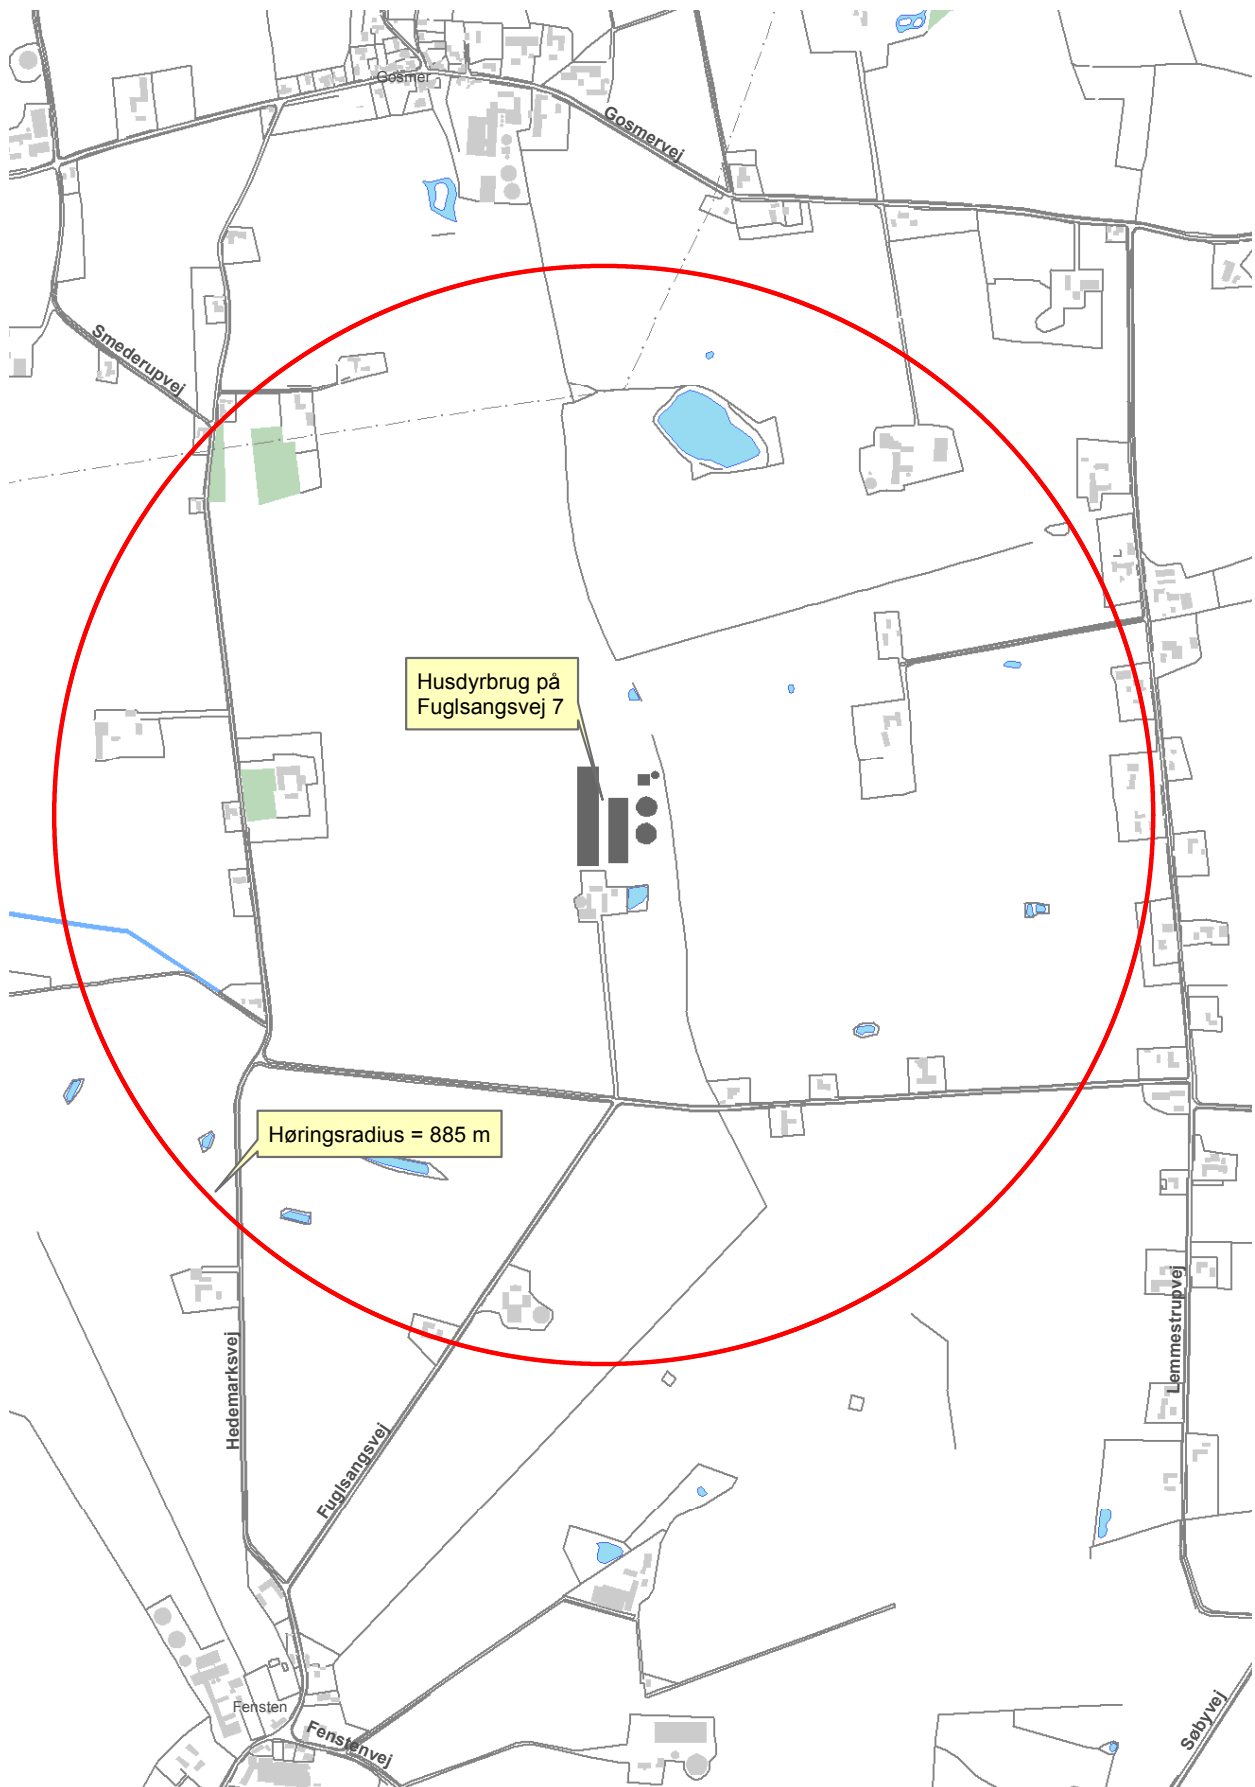 Gosmer
Gosmervej
Smederupvej
Husdyrbrug på
Fuglsangsvej 7
Høringsradius = 885 m
Hedemarksvej
Fuglsangsvej
Lemmestrupvej
Fensten
Fenstenvej
Søbyvej